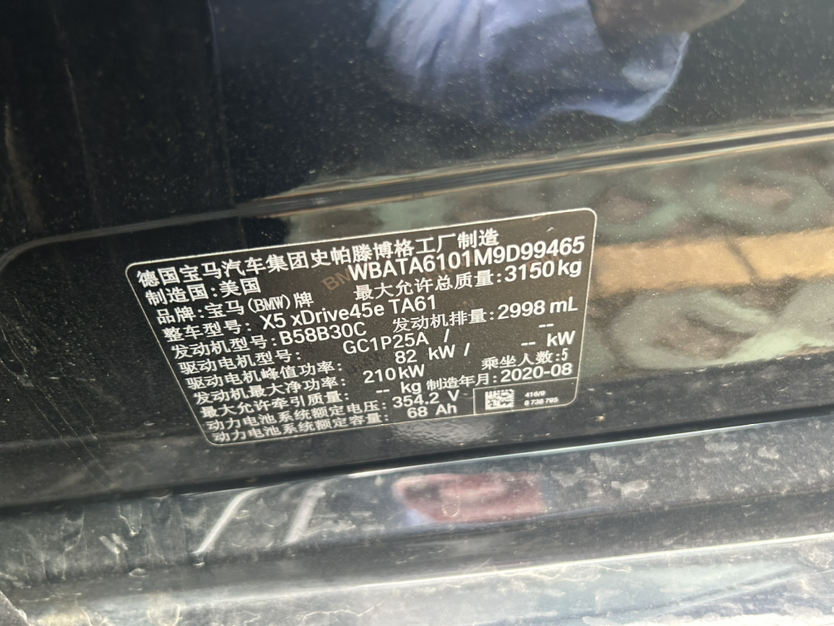 德国宝马汽车集团史帕滕博格工厂制造
制造国:美国 WBATA6101M9D99465
品牌:宝马(BMW)牌 最大允许总质量:3150kg
整车型号: X5 xDrive45e TA61
发动机型号:B58B30C 发动机排量:2998 mL
驱动电机型号: GC1P25A / --
驱动电机峰值功率: 82 kW / -- kW
发动机最大净功率: 210kW 乘坐人数:5
最大允许牵引质量: -- kg 制造年月:2020-08
动力电池系统额定电压: 354.2 V
动力电池系统额定容量: 68 Ah
416/9